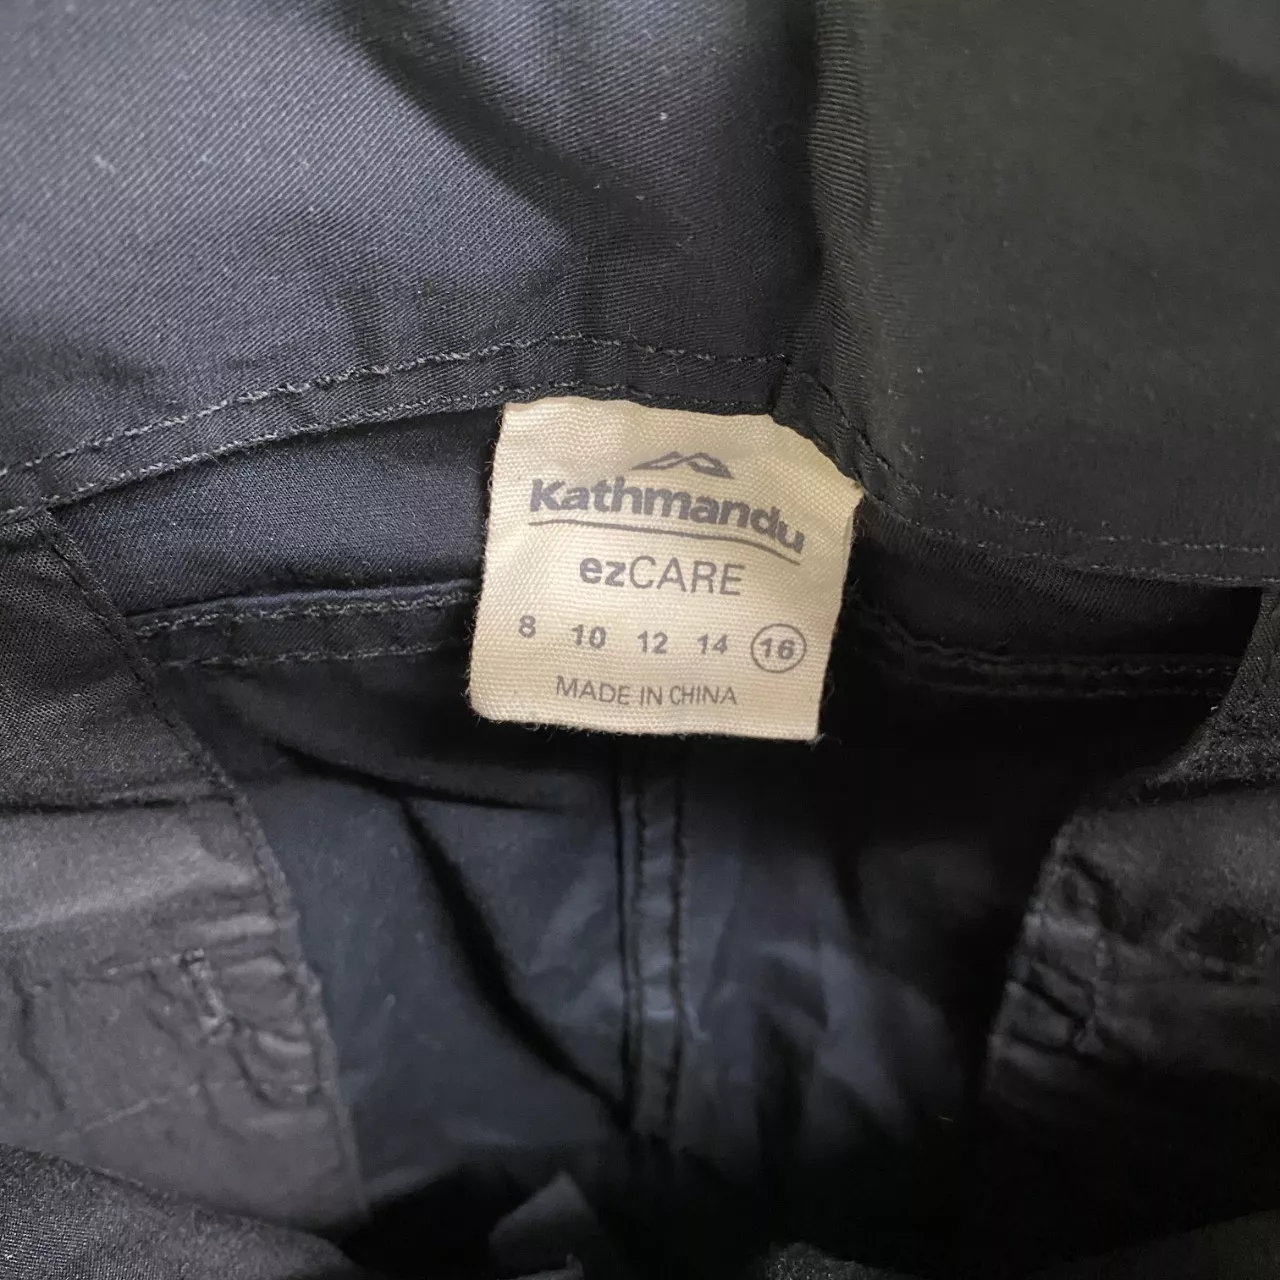 Kathmandu
ezCARE
8 10 12 14 16
MADE IN CHINA